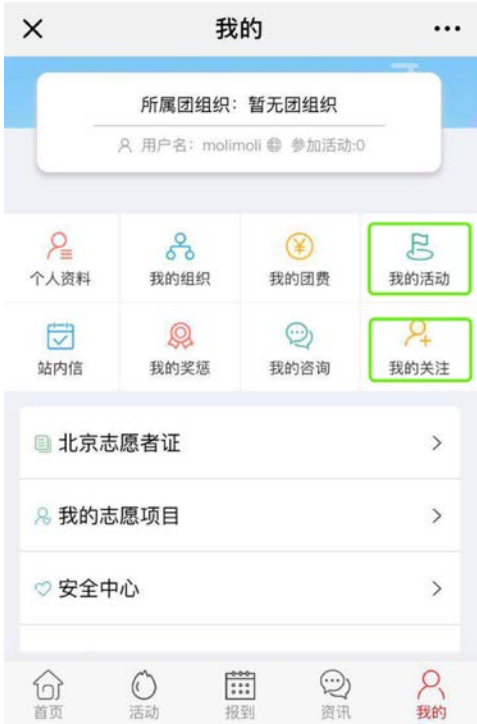 我的
所属团组织：暂无团组织
用户名：molimoli 参加活动:0
个人资料 我的组织 我的团费 我的活动
站内信 我的奖惩 我的咨询 我的关注
北京志愿者证
我的志愿项目
安全中心
首页 活动 报到 资讯 我的